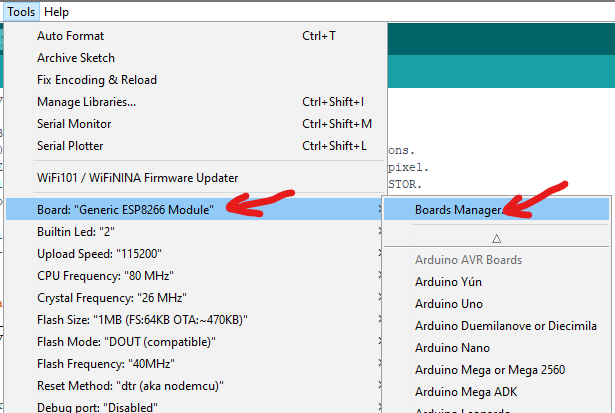 Tools Help
Auto Format Ctrl+T
Archive Sketch
Fix Encoding & Reload
Manage Libraries... Ctrl+Shift+I
Serial Monitor Ctrl+Shift+M
Serial Plotter Ctrl+Shift+L
WiFi101 / WiFiNINA Firmware Updater
Board: "Generic ESP8266 Module"
Builtin Led: "2"
Upload Speed: "115200"
CPU Frequency: "80 MHz"
Crystal Frequency: "26 MHz"
Flash Size: "1MB (FS:64KB OTA:~470KB)"
Flash Mode: "DOUT (compatible)"
Flash Frequency: "40MHz"
Reset Method: "dtr (aka nodemcu)"
Debug port: "Disabled"
ons.
pixel.
STOR.
Boards Manager...
Arduino AVR Boards
Arduino Yún
Arduino Uno
Arduino Duemilanove or Diecimila
Arduino Nano
Arduino Mega or Mega 2560
Arduino Mega ADK
Arduino Leonardo